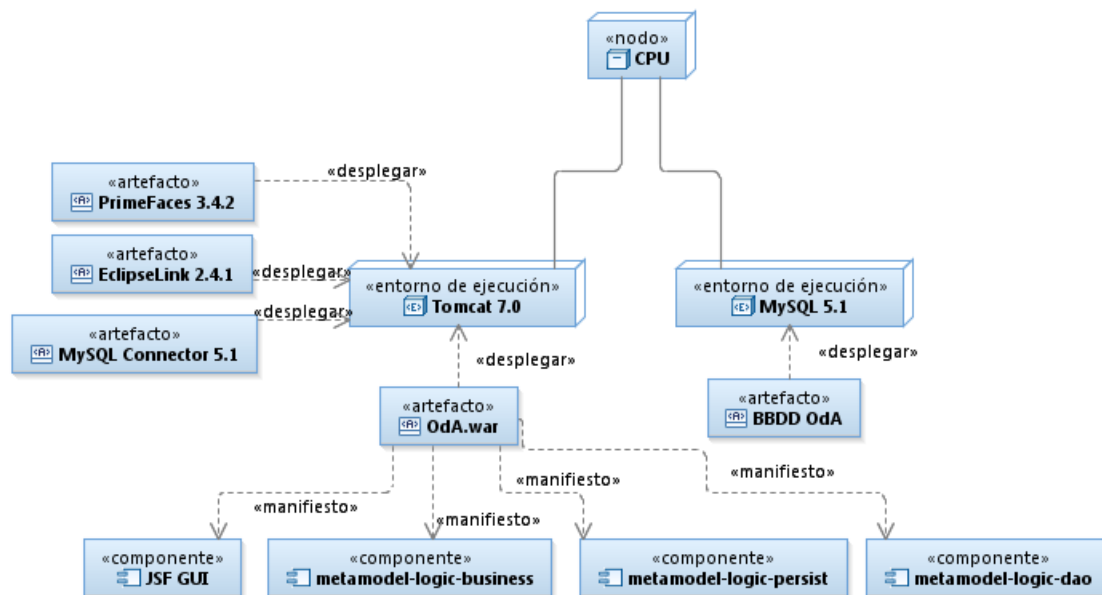 «nodo»
CPU
«desplegar»
«artefacto»
PrimeFaces 3.4.2
«artefacto»
EclipseLink 2.4.1
«desplegar»
«entorno de ejecución»
Tomcat 7.0
«entorno de ejecución»
MySQL 5.1
«desplegar»
«artefacto»
MySQL Connector 5.1
«desplegar»
«desplegar»
«artefacto»
OdA.war
«artefacto»
BBDD OdA
«manifiesto»
«manifiesto»
«manifiesto»
«manifiesto»
«componente»
JSF GUI
«componente»
metamodel-logic-business
«componente»
metamodel-logic-persist
«componente»
metamodel-logic-dao